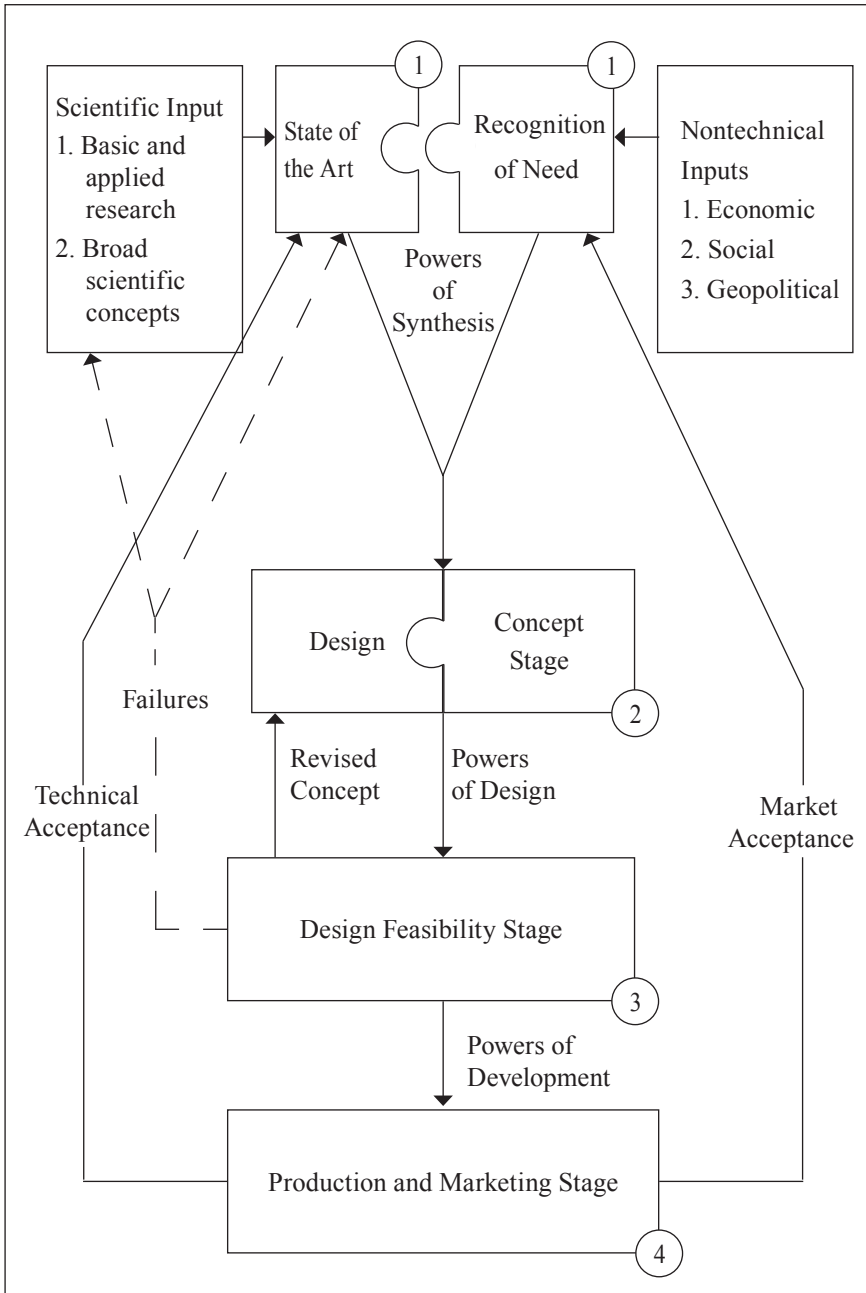 1
1
Scientific Input
1. Basic and
applied
research
2. Broad
scientific
concepts
State of
the Art
Recognition
of Need
Nontechnical
Inputs
1. Economic
2. Social
3. Geopolitical
Powers
of
Synthesis
Design
Concept
Stage
2
Failures
Revised
Concept
Powers
of Design
Technical
Acceptance
Market
Acceptance
Design Feasibility Stage
3
Powers of
Development
Production and Marketing Stage
4